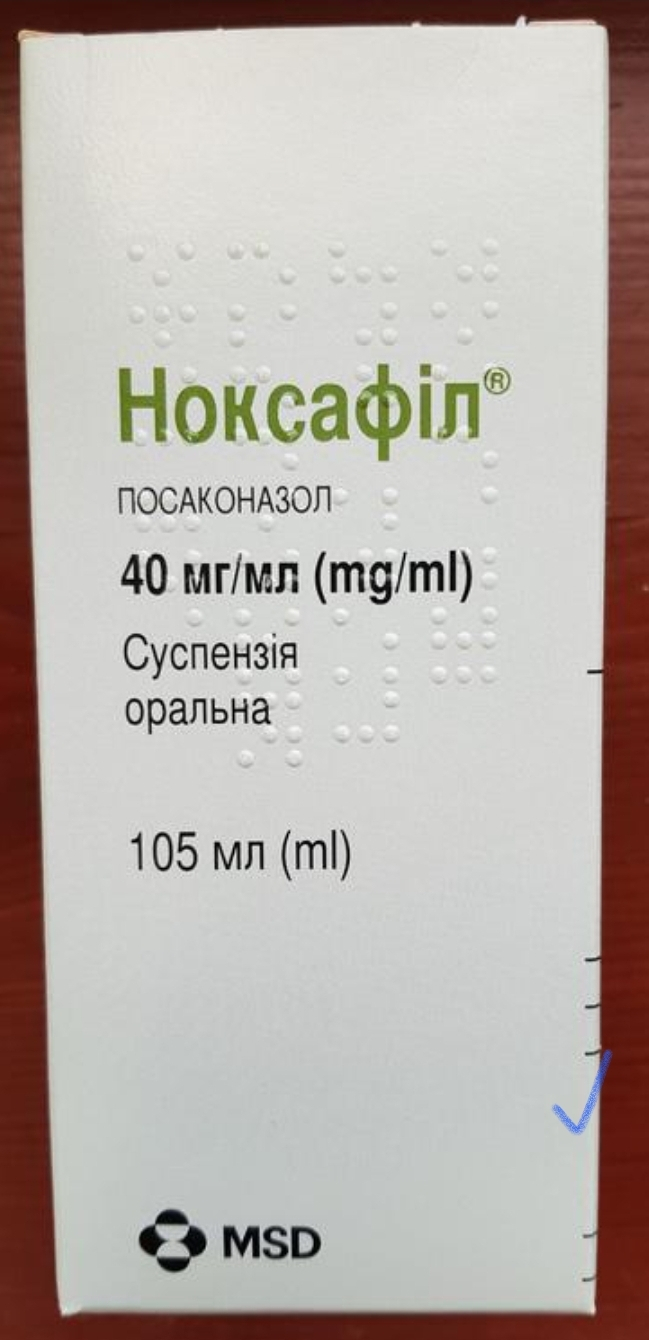 Ноксафіл®
ПОСАКОНАЗОЛ
40 мг/мл (mg/ml)
Суспензія
оральна
105 мл (ml)
MSD